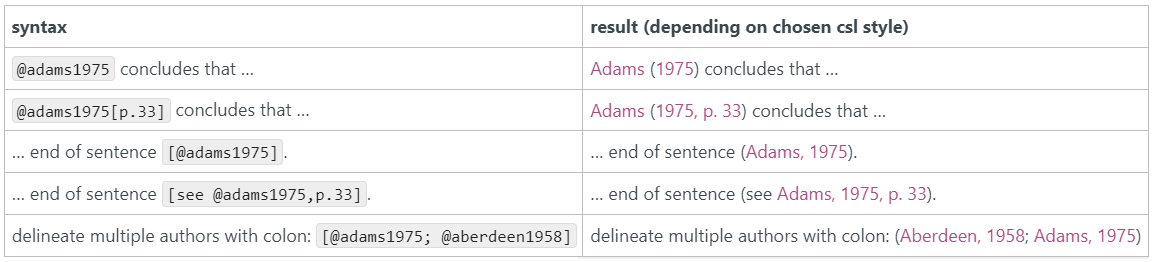 syntax result (depending on chosen csl style)
@adams1975 concludes that … Adams (1975) concludes that …
@adams1975[p.33] concludes that … Adams (1975, p. 33) concludes that …
… end of sentence [@adams1975]. … end of sentence (Adams, 1975).
… end of sentence [see @adams1975,p.33]. … end of sentence (see Adams, 1975, p. 33).
delineate multiple authors with colon: [@adams1975; @aberdeen1958] delineate multiple authors with colon: (Aberdeen, 1958; Adams, 1975)